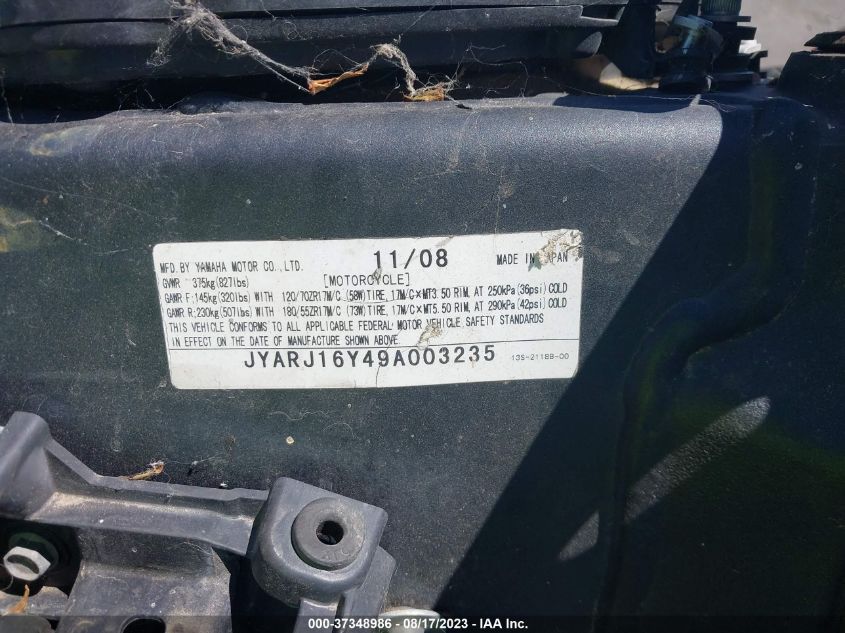 MFD. BY YAMAHA MOTOR CO., LTD. 11/08 MADE IN JAPAN
GVWR 375kg(827lbs) [MOTORCYCLE]
GAWR F:145kg(320lbs) WITH 120/70ZR17M/C (58W)TIRE, 17M/C×MT3.50 RIM, AT 250kPa(36psi)COLD
GAWR R:230kg(507lbs) WITH 180/55ZR17M/C (73W)TIRE, 17M/C×MT5.50 RIM, AT 290kPa(42psi)COLD
THIS VEHICLE CONFORMS TO ALL APPLICABLE FEDERAL MOTOR VEHICLE SAFETY STANDARDS
IN EFFECT ON THE DATE OF MANUFACTURE SHOWN ABOVE.
JYARJ16Y49A003235 13S-2118B-00
000-37348986 - 08/17/2023 - IAAI.